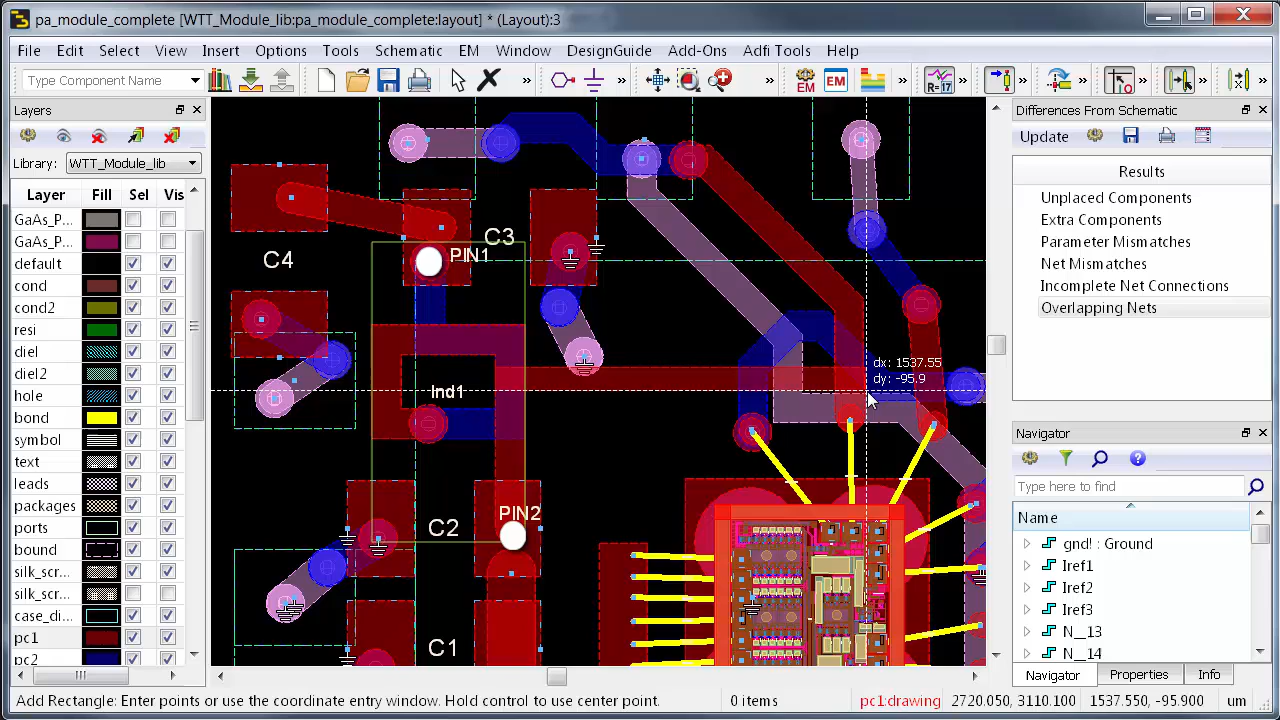 pa_module_complete [WTT_Module_lib:pa_module_complete:layout] * (Layout):3
File Edit Select View Insert Options Tools Schematic EM Window DesignGuide Add-Ons Adfi Tools Help
Type Component Name
EM
EM
R=17
Layers
Library: WTT_Module_lib
Layer Fill Sel Vis
GaAs_P...
GaAs_P...
default
cond
cond2
resi
diel
diel2
hole
bond
symbol
text
leads
packages
ports
bound
silk_scr...
silk_scr...
case_di...
pc1
pc2
C4
C3
PIN1
Ind1
C2
PIN2
C1
dx: 1537.55
dy: -95.9
Differences From Schematic
Update
Results
Unplaced Components
Extra Components
Parameter Mismatches
Net Mismatches
Incomplete Net Connections
Overlapping Nets
Navigator
Type here to find
Name
gnd! - Ground
Iref1
Iref2
Iref3
N__13
N__14
Navigator Properties Info
Add Rectangle: Enter points or use the coordinate entry window. Hold control to use center point. 0 items pc1:drawing 2720.050, 3110.100 1537.550, -95.900 um